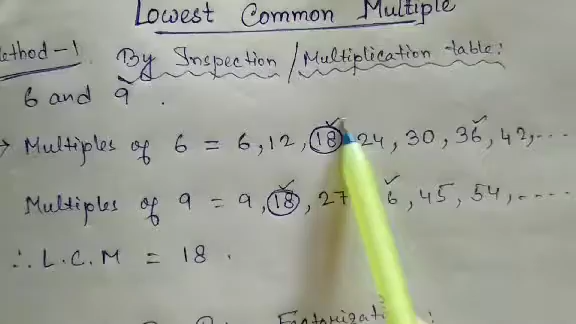 Lowest Common Multiple
Method-1 By Inspection / Multiplication table:
6 and 9.
→ Multiples of 6 = 6, 12, 18, 24, 30, 36, 42, ....
Multiples of 9 = 9, 18, 27, 6, 45, 54, ....
∴ L.C.M = 18.